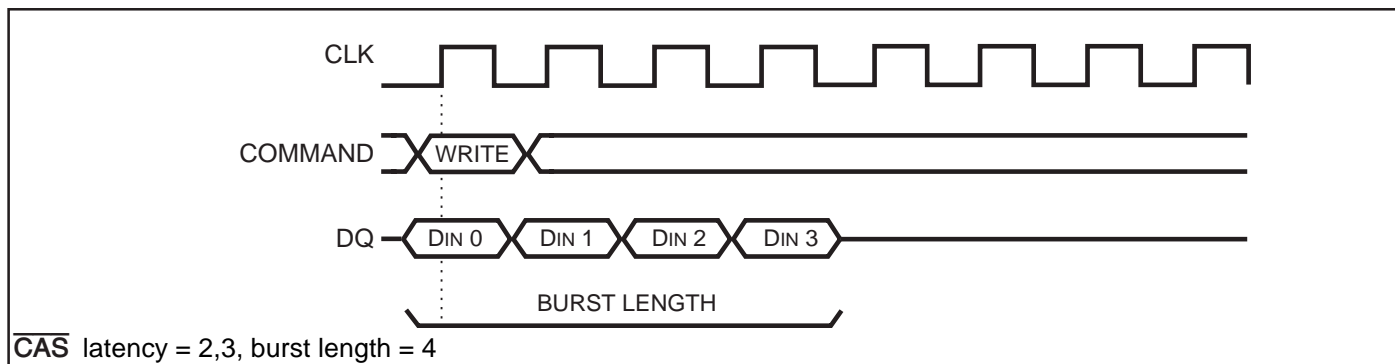 CLK
COMMAND WRITE
DQ DIN 0 DIN 1 DIN 2 DIN 3
BURST LENGTH
CAS latency = 2,3, burst length = 4